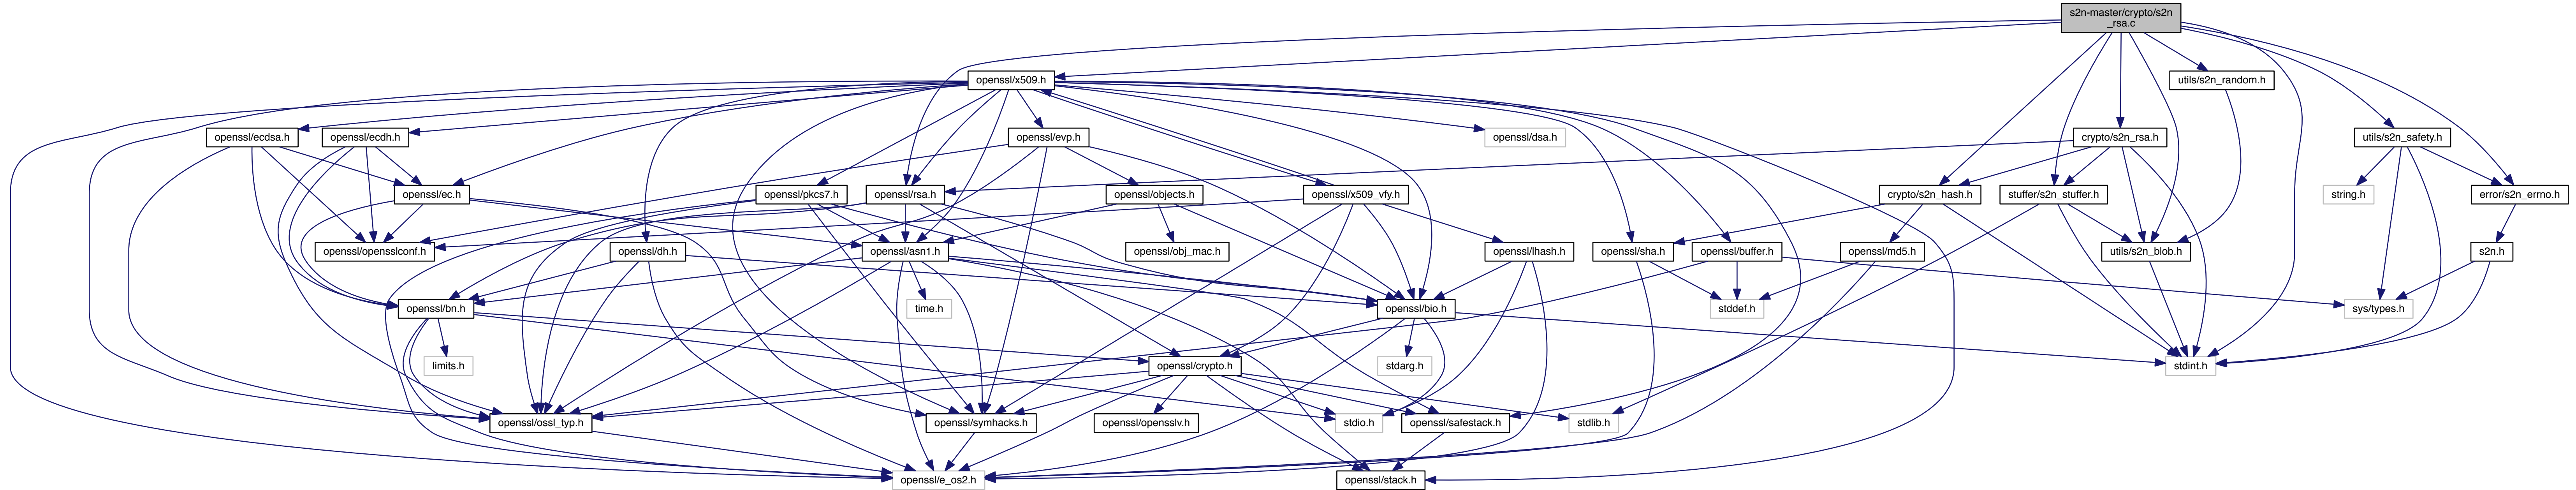 s2n-master/crypto/s2n
_rsa.c
openssl/x509.h
utils/s2n_random.h
openssl/ecdsa.h
openssl/ecdh.h
openssl/evp.h
openssl/dsa.h
crypto/s2n_rsa.h
utils/s2n_safety.h
openssl/ec.h
openssl/pkcs7.h
openssl/rsa.h
openssl/objects.h
openssl/x509_vfy.h
crypto/s2n_hash.h
stuffer/s2n_stuffer.h
string.h
error/s2n_errno.h
openssl/opensslconf.h
openssl/dh.h
openssl/asn1.h
openssl/obj_mac.h
openssl/lhash.h
openssl/sha.h
openssl/buffer.h
openssl/md5.h
utils/s2n_blob.h
s2n.h
openssl/bn.h
time.h
openssl/bio.h
stddef.h
sys/types.h
limits.h
openssl/crypto.h
stdarg.h
stdint.h
openssl/ossl_typ.h
openssl/symhacks.h
openssl/opensslv.h
stdio.h
openssl/safestack.h
stdlib.h
openssl/e_os2.h
openssl/stack.h